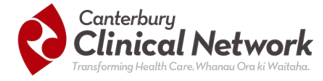 Canterbury
Clinical Network
Transforming Health Care. Whanau Ora ki Waitaha.